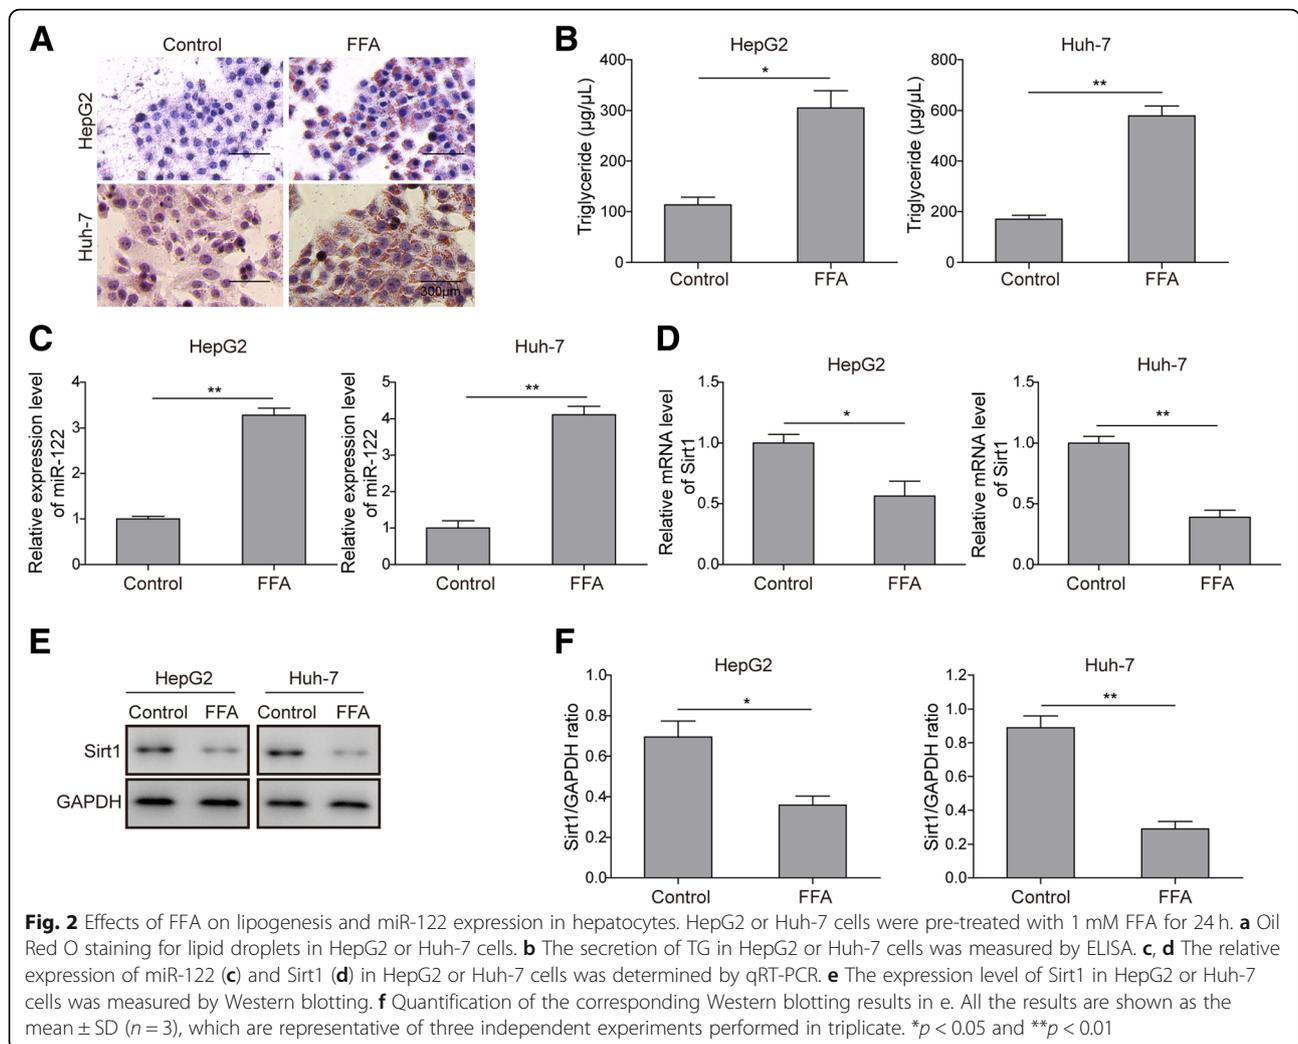 A
Control FFA
HepG2
Huh-7
300μm
B
HepG2
Triglyceride (μg/μL)
400
300
200
100
0
*
Control FFA
Huh-7
Triglyceride (μg/μL)
800
600
400
200
0
**
Control FFA
C
HepG2
Relative expression level
of miR-122
4
3
2
1
0
**
Control FFA
Huh-7
Relative expression level
of miR-122
5
4
3
2
1
0
**
Control FFA
D
HepG2
Relative mRNA level
of Sirt1
1.5
1.0
0.5
0.0
*
Control FFA
Huh-7
Relative mRNA level
of Sirt1
1.5
1.0
0.5
0.0
**
Control FFA
E
HepG2 Huh-7
Control FFA Control FFA
Sirt1
GAPDH
F
HepG2
Sirt1/GAPDH ratio
1.0
0.8
0.6
0.4
0.2
0.0
*
Control FFA
Huh-7
Sirt1/GAPDH ratio
1.2
1.0
0.8
0.6
0.4
0.2
0.0
**
Control FFA
Fig. 2 Effects of FFA on lipogenesis and miR-122 expression in hepatocytes. HepG2 or Huh-7 cells were pre-treated with 1 mM FFA for 24 h. a Oil
Red O staining for lipid droplets in HepG2 or Huh-7 cells. b The secretion of TG in HepG2 or Huh-7 cells was measured by ELISA. c, d The relative
expression of miR-122 (c) and Sirt1 (d) in HepG2 or Huh-7 cells was determined by qRT-PCR. e The expression level of Sirt1 in HepG2 or Huh-7
cells was measured by Western blotting. f Quantification of the corresponding Western blotting results in e. All the results are shown as the
mean ± SD (n = 3), which are representative of three independent experiments performed in triplicate. *p < 0.05 and **p < 0.01